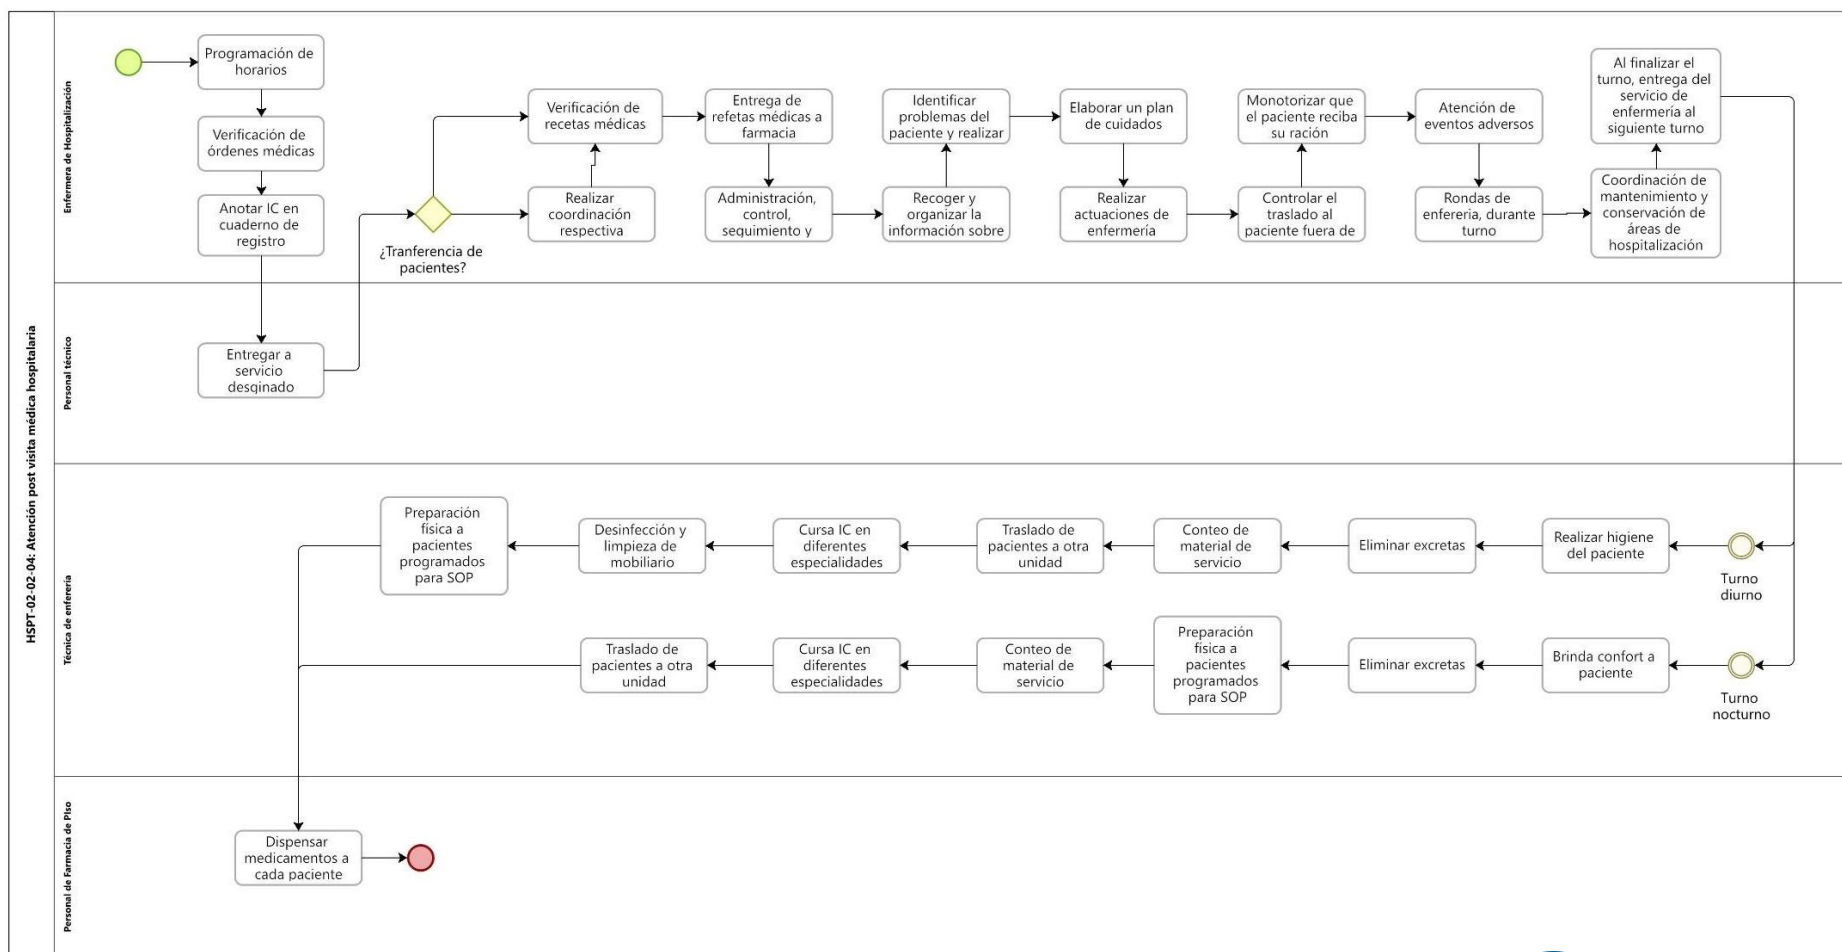 HSPT-02-02-04: Atención post visita médica hospitalaria
Enfermera de Hospitalización
Programación de
horarios
Verificación de
órdenes médicas
Anotar IC en
cuaderno de
registro
¿Tranferencia de
pacientes?
Verificación de
recetas médicas
Realizar
coordinación
respectiva
Entrega de
refetas médicas a
farmacia
Administración,
control,
seguimiento y
Identificar
problemas del
paciente y realizar
Recoger y
organizar la
información sobre
Elaborar un plan
de cuidados
Realizar
actuaciones de
enfermería
Monotorizar que
el paciente reciba
su ración
Controlar el
traslado al
paciente fuera de
Atención de
eventos adversos
Rondas de
enfereria, durante
turno
Al finalizar el
turno, entrega del
servicio de
enfermería al
siguiente turno
Coordinación de
mantenimiento y
conservación de
áreas de
hospitalización
Personal técnico
Entregar a
servicio
desginado
Técnica de enferería
Preparación
física a
pacientes
programados
para SOP
Desinfección y
limpieza de
mobiliario
Cursa IC en
diferentes
especialidades
Traslado de
pacientes a otra
unidad
Conteo de
material de
servicio
Eliminar excretas
Realizar higiene
del paciente
Turno
diurno
Traslado de
pacientes a otra
unidad
Cursa IC en
diferentes
especialidades
Conteo de
material de
servicio
Preparación
física a
pacientes
programados
para SOP
Eliminar excretas
Brinda confort a
paciente
Turno
nocturno
Personal de Farmacia de PIso
Dispensar
medicamentos a
cada paciente